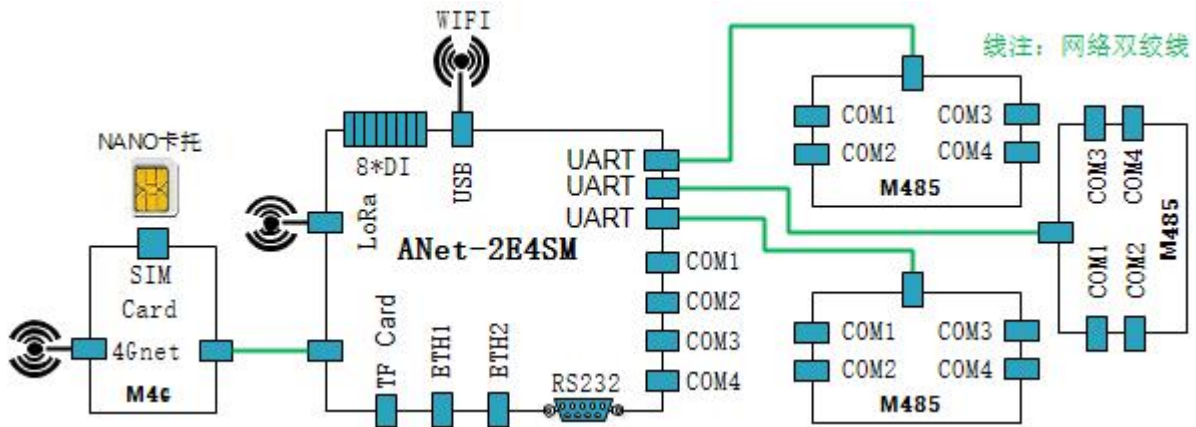 WIFI
线注: 网络双绞线
NANO卡托
8*DI
USB
LoRa
UART
UART
UART
ANet-2E4SM
COM1
COM2
COM3
COM4
TF Card
ETH1
ETH2
RS232
SIM
Card
4Gnet
M4G
COM1
COM2
COM3
COM4
M485
COM3
COM4
COM1
COM2
M485
COM1
COM2
COM3
COM4
M485